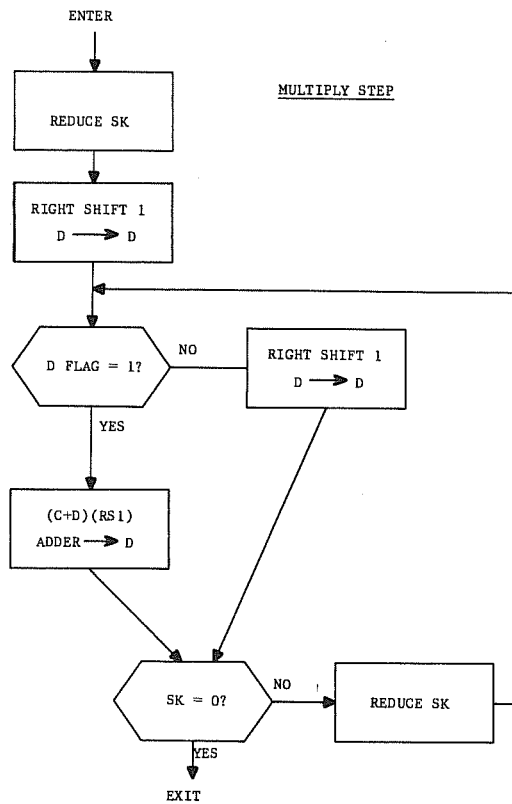 ENTER
MULTIPLY STEP
REDUCE SK
RIGHT SHIFT 1
D → D
D FLAG = 1?
NO
RIGHT SHIFT 1
D → D
YES
(C+D)(RS1)
ADDER → D
SK = 0?
NO
REDUCE SK
YES
EXIT